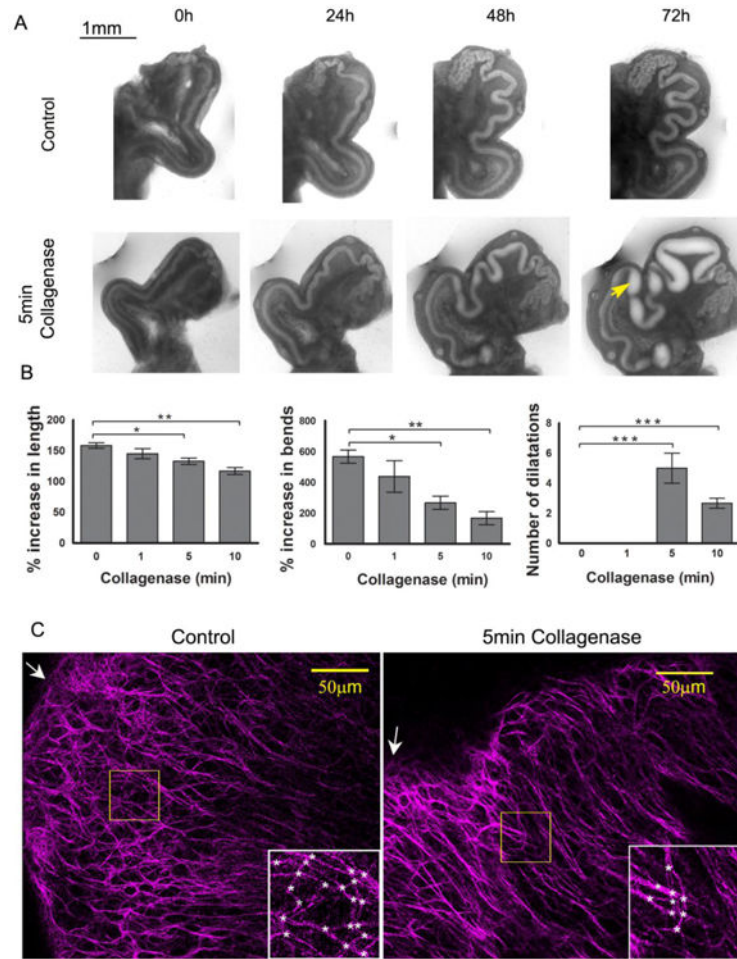 A
0h 24h 48h 72h
1mm
Control
5min
Collagenase
B
% increase in length
200
150
100
50
0
0 1 5 10
Collagenase (min)
*
**
% increase in bends
800
600
400
200
0
0 1 5 10
Collagenase (min)
*
**
Number of dilatations
8
6
4
2
0
0 1 5 10
Collagenase (min)
***
***
C
Control 5min Collagenase
50μm 50μm